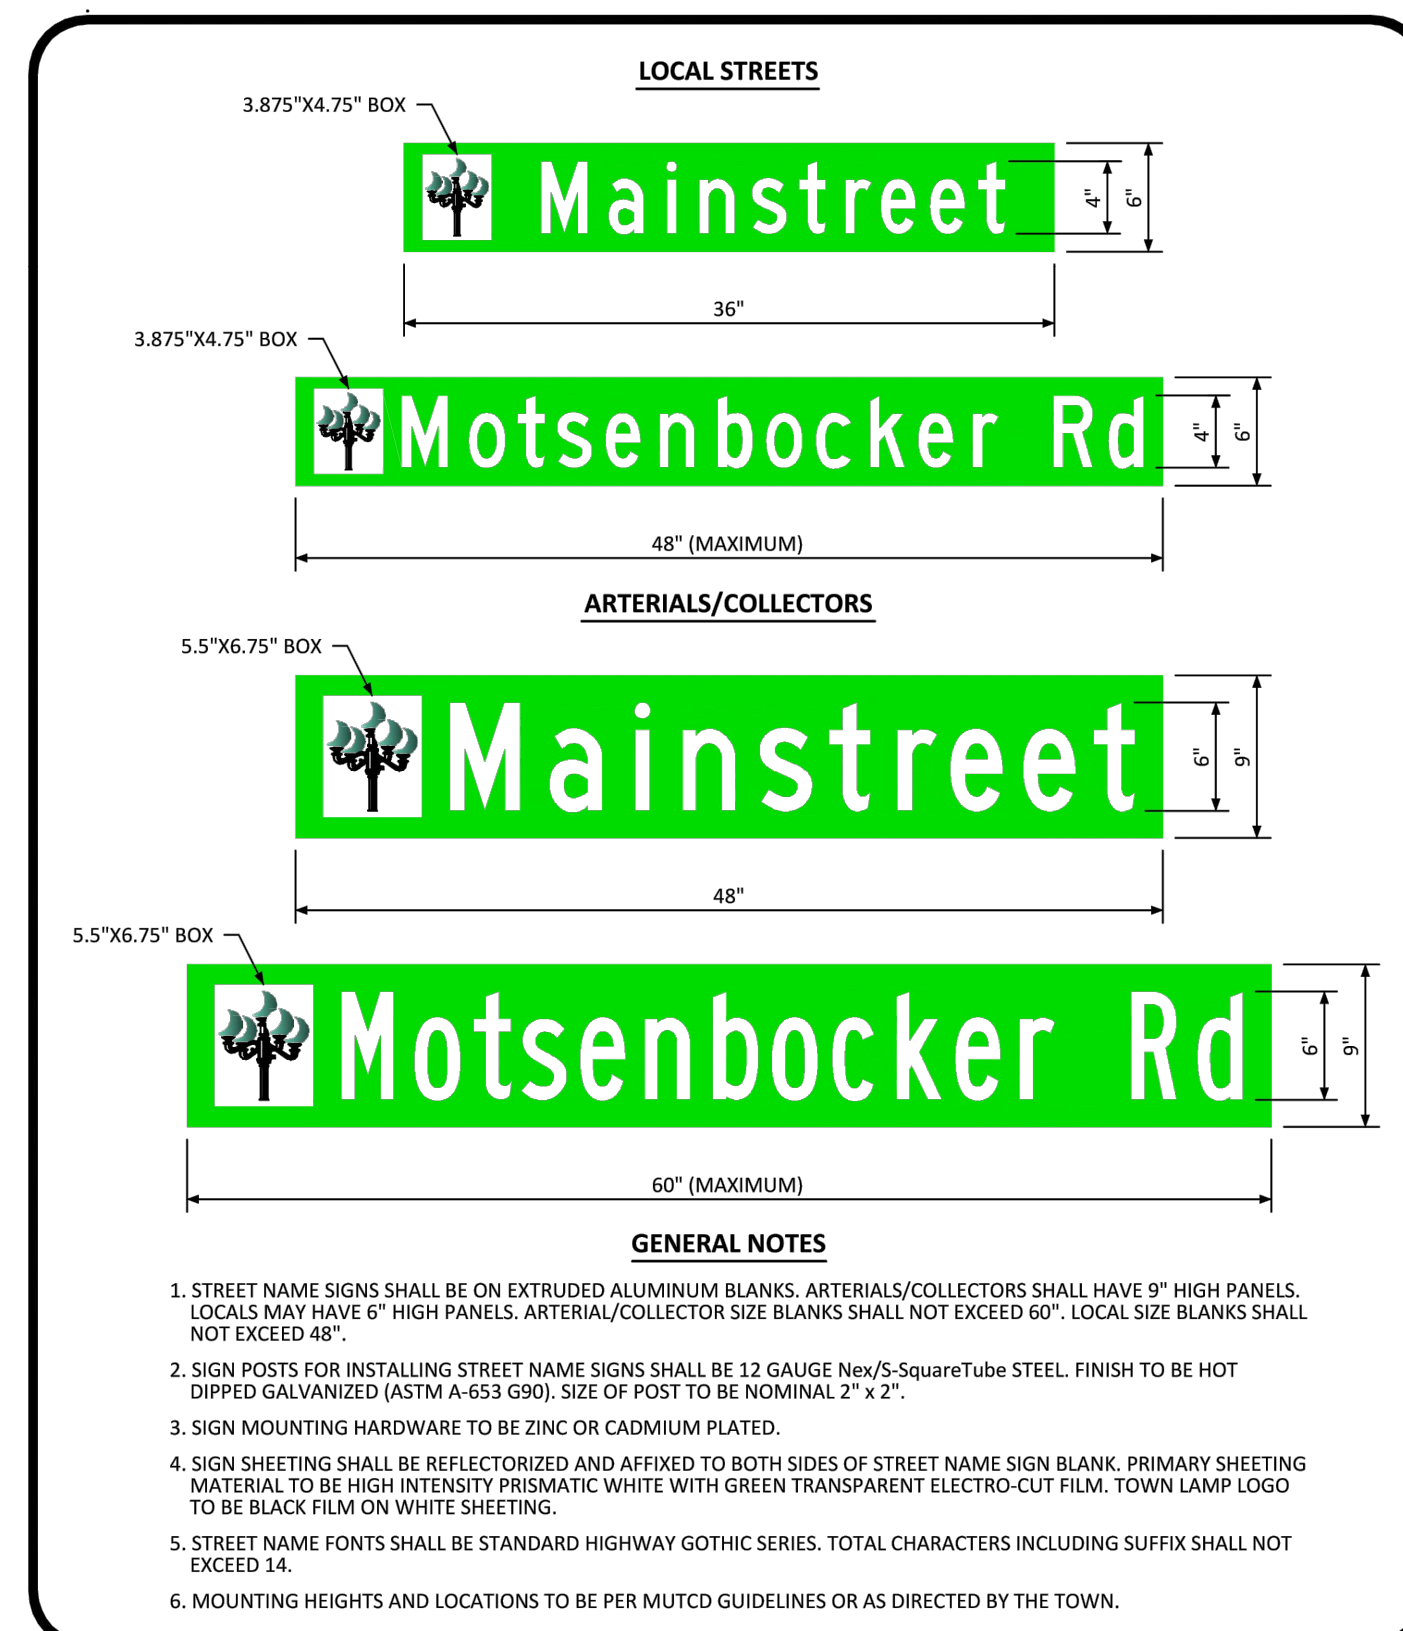 LOCAL STREETS
3.875"X4.75" BOX
Mainstreet
4"
6"
36"
3.875"X4.75" BOX
Motsenbocker Rd
4"
6"
48" (MAXIMUM)
ARTERIALS/COLLECTORS
5.5"X6.75" BOX
Mainstreet
6"
9"
48"
5.5"X6.75" BOX
Motsenbocker Rd
6"
9"
60" (MAXIMUM)
GENERAL NOTES
1. STREET NAME SIGNS SHALL BE ON EXTRUDED ALUMINUM BLANKS. ARTERIALS/COLLECTORS SHALL HAVE 9" HIGH PANELS.
LOCALS MAY HAVE 6" HIGH PANELS. ARTERIAL/COLLECTOR SIZE BLANKS SHALL NOT EXCEED 60". LOCAL SIZE BLANKS SHALL
NOT EXCEED 48".
2. SIGN POSTS FOR INSTALLING STREET NAME SIGNS SHALL BE 12 GAUGE Nex/S-SquareTube STEEL. FINISH TO BE HOT
DIPPED GALVANIZED (ASTM A-653 G90). SIZE OF POST TO BE NOMINAL 2" x 2".
3. SIGN MOUNTING HARDWARE TO BE ZINC OR CADMIUM PLATED.
4. SIGN SHEETING SHALL BE REFLECTORIZED AND AFFIXED TO BOTH SIDES OF STREET NAME SIGN BLANK. PRIMARY SHEETING
MATERIAL TO BE HIGH INTENSITY PRISMATIC WHITE WITH GREEN TRANSPARENT ELECTRO-CUT FILM. TOWN LAMP LOGO
TO BE BLACK FILM ON WHITE SHEETING.
5. STREET NAME FONTS SHALL BE STANDARD HIGHWAY GOTHIC SERIES. TOTAL CHARACTERS INCLUDING SUFFIX SHALL NOT
EXCEED 14.
6. MOUNTING HEIGHTS AND LOCATIONS TO BE PER MUTCD GUIDELINES OR AS DIRECTED BY THE TOWN.